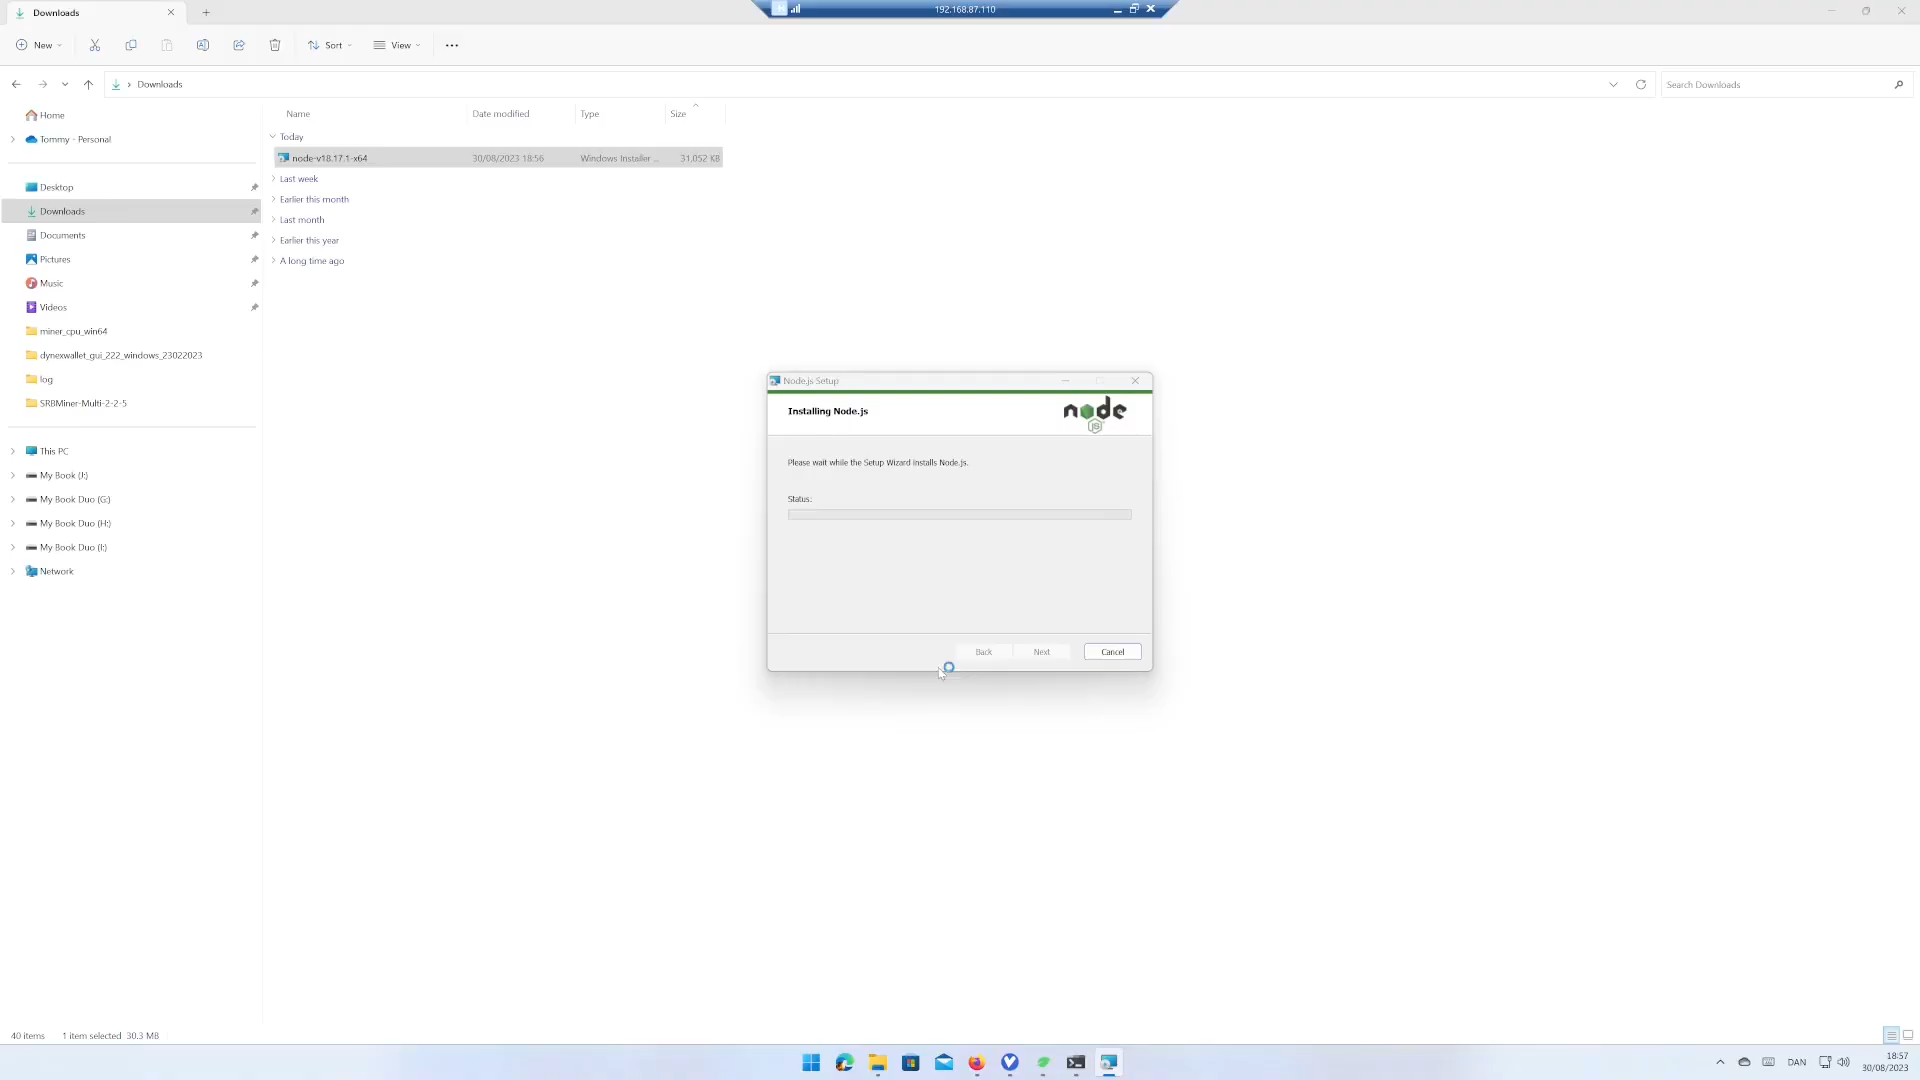 Downloads
192.168.87.110
New
Sort
View
Downloads
Search Downloads
Home
Tommy - Personal
Desktop
Downloads
Documents
Pictures
Music
Videos
miner_cpu_win64
dynexwallet_gui_222_windows_23022023
log
SRBMiner-Multi-2-2-5
This PC
My Book (J:)
My Book Duo (G:)
My Book Duo (H:)
My Book Duo (I:)
Network
Name Date modified Type Size
Today
node-v18.17.1-x64 30/08/2023 18:56 Windows Installer ... 31,052 KB
Last week
Earlier this month
Last month
Earlier this year
A long time ago
Node.js Setup
Installing Node.js
node
JS
Please wait while the Setup Wizard installs Node.js.
Status:
Back Next Cancel
40 items 1 item selected 30.3 MB
DAN
18:57
30/08/2023